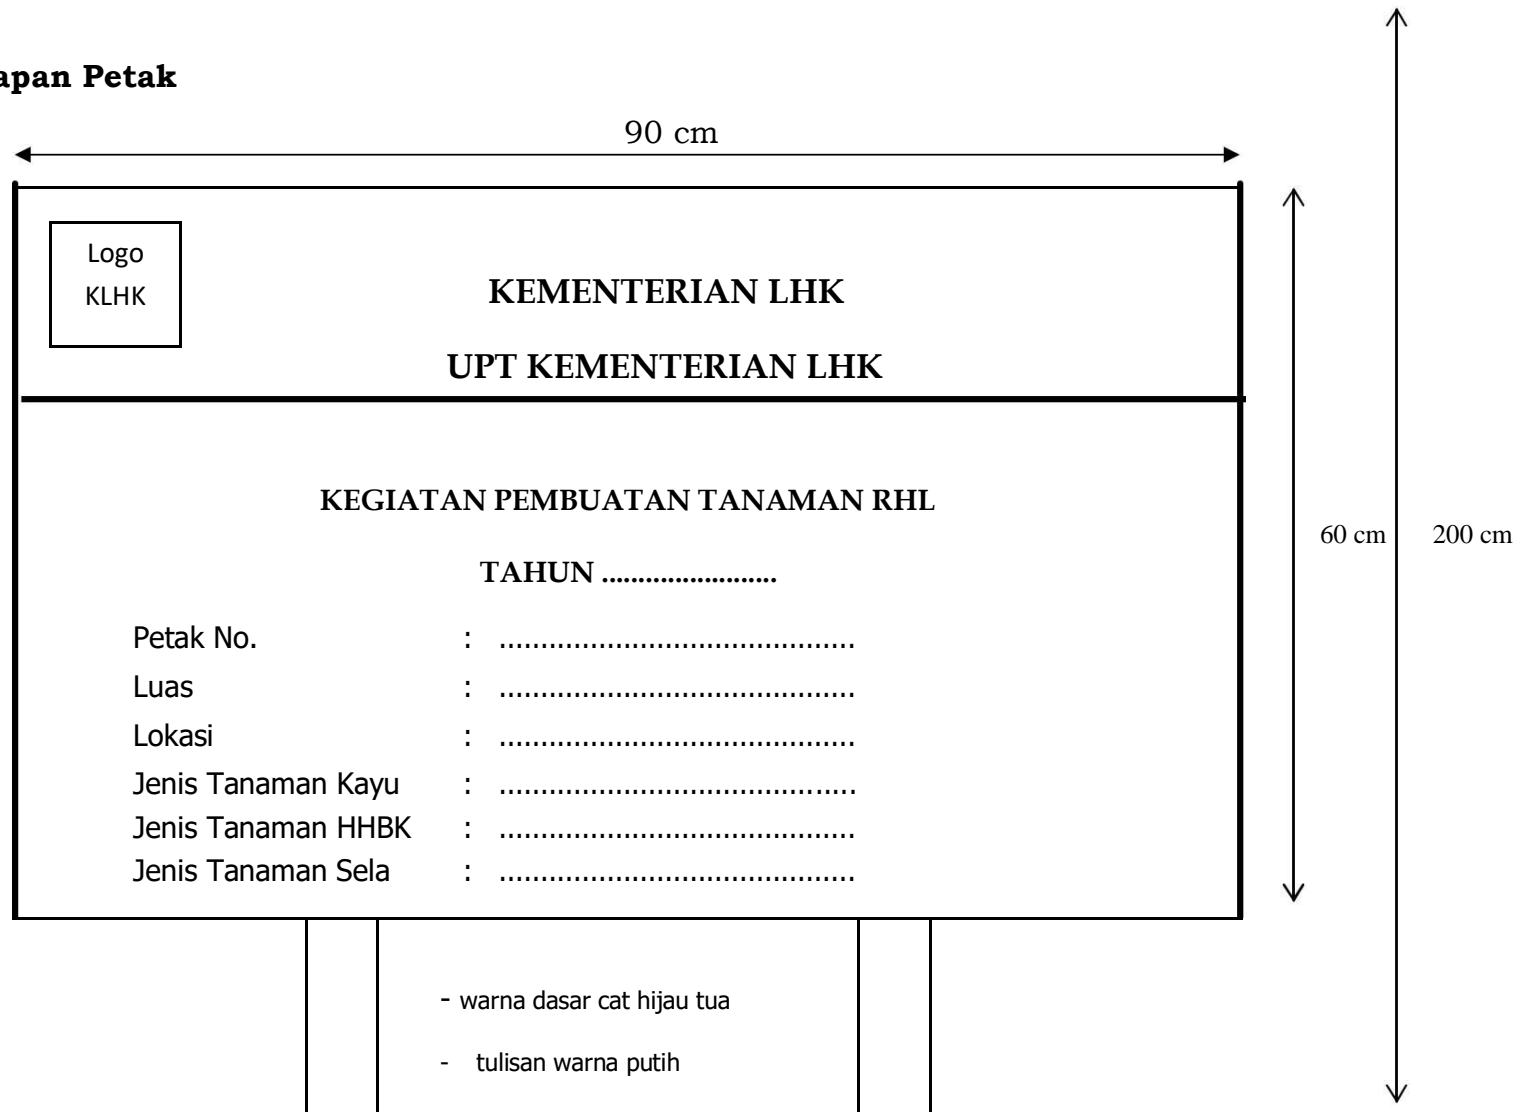 apan Petak
90 cm
Logo
KLHK
KEMENTERIAN LHK
UPT KEMENTERIAN LHK
KEGIATAN PEMBUATAN TANAMAN RHL
TAHUN ........................
Petak No. : ...........................................
Luas : ...........................................
Lokasi : ...........................................
Jenis Tanaman Kayu : ...........................................
Jenis Tanaman HHBK : ...........................................
Jenis Tanaman Sela : ...........................................
60 cm
200 cm
- warna dasar cat hijau tua
- tulisan warna putih